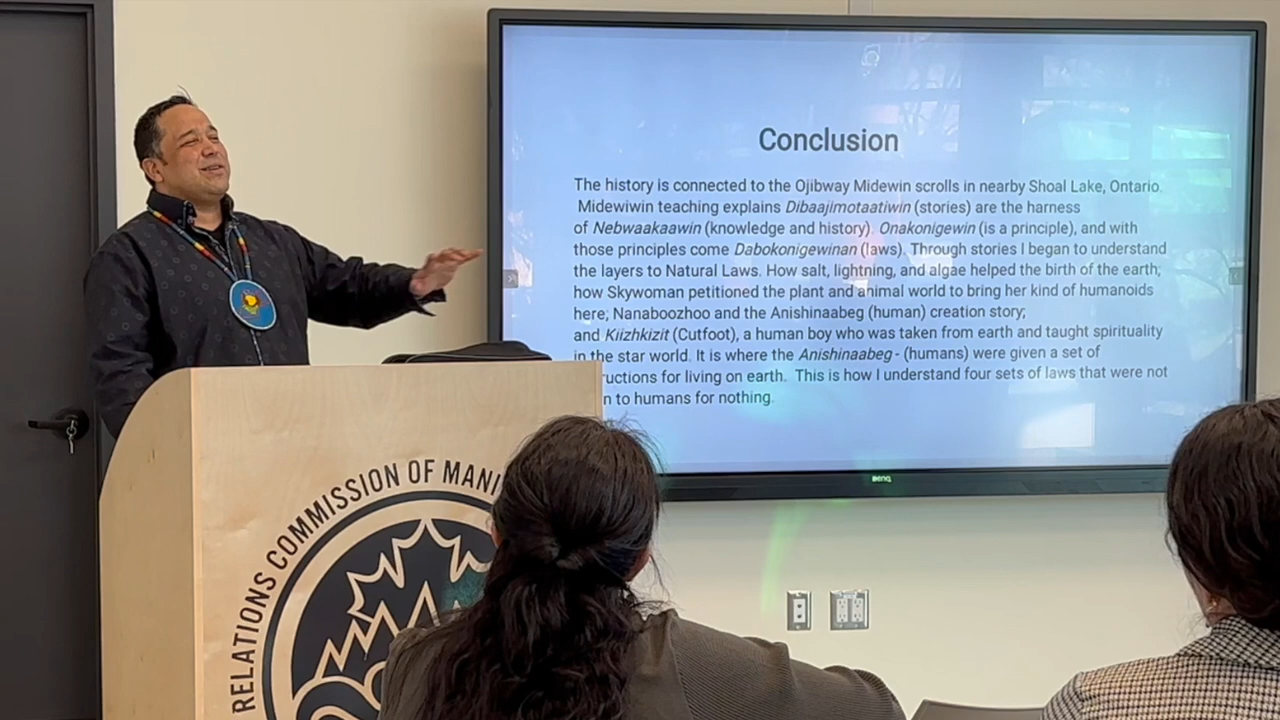 Conclusion
The history is connected to the Ojibway Midewin scrolls in nearby Shoal Lake, Ontario.
Midewiwin teaching explains Dibaajimotaatiwin (stories) are the harness
of Nebwaakaawin (knowledge and history). Onakonigewin (is a principle), and with
those principles come Dabokonigewinan (laws). Through stories I began to understand
the layers to Natural Laws. How salt, lightning, and algae helped the birth of the earth;
how Skywoman petitioned the plant and animal world to bring her kind of humanoids
here; Nanaboozhoo and the Anishinaabeg (human) creation story;
and Kiizhkizit (Cutfoot), a human boy who was taken from earth and taught spirituality
in the star world. It is where the Anishinaabeg - (humans) were given a set of
ructions for living on earth. This is how I understand four sets of laws that were not
n to humans for nothing.
BenQ
RELATIONS COMMISSION OF MANI